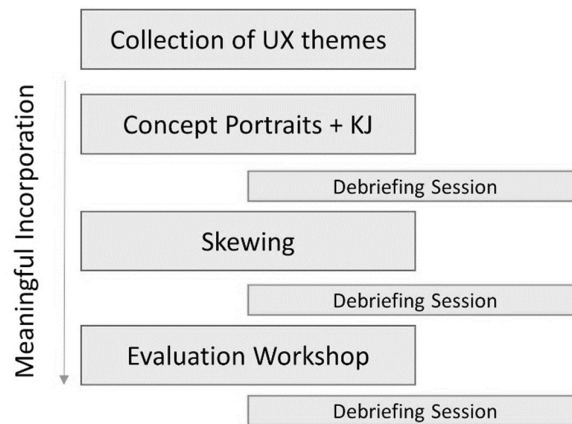 Collection of UX themes
Meaningful Incorporation
Concept Portraits + KJ
Debriefing Session
Skewing
Debriefing Session
Evaluation Workshop
Debriefing Session